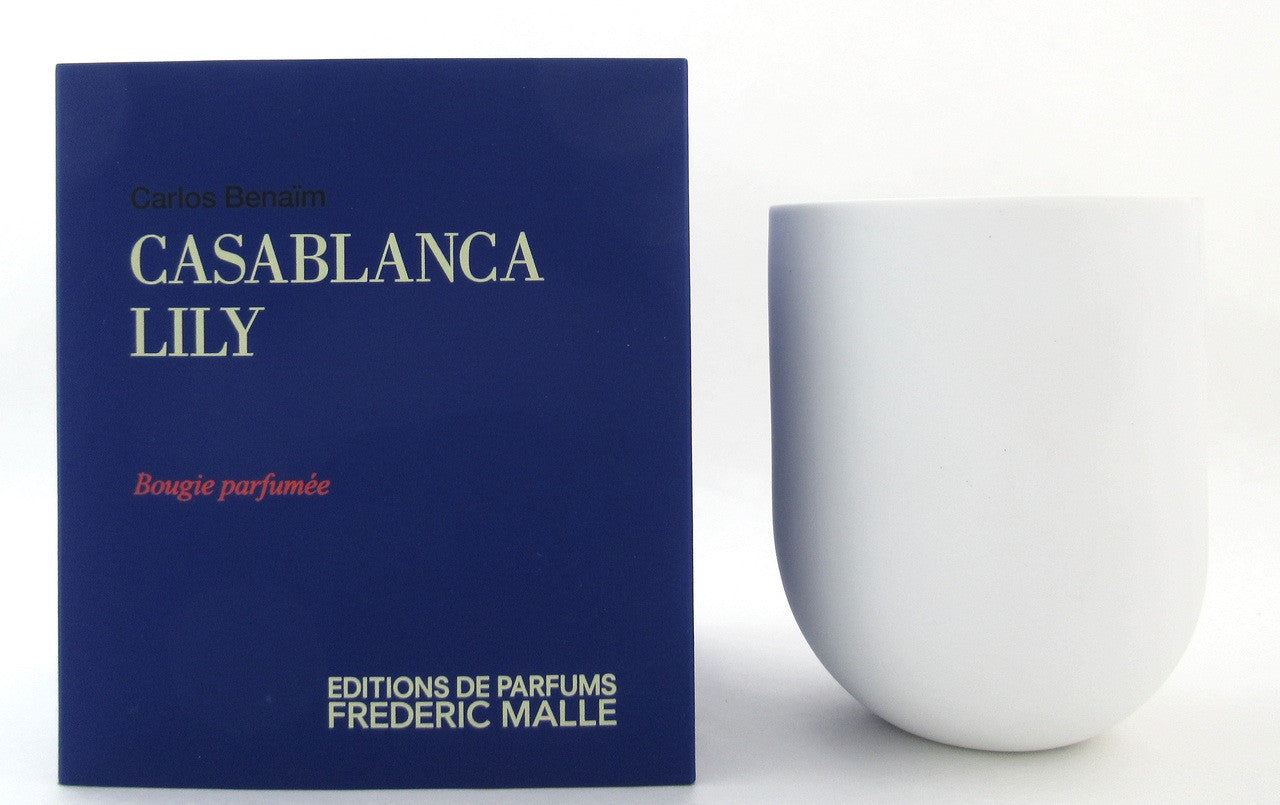 Carlos Benaïm
CASABLANCA
LILY
Bougie parfumée
EDITIONS DE PARFUMS
FREDERIC MALLE